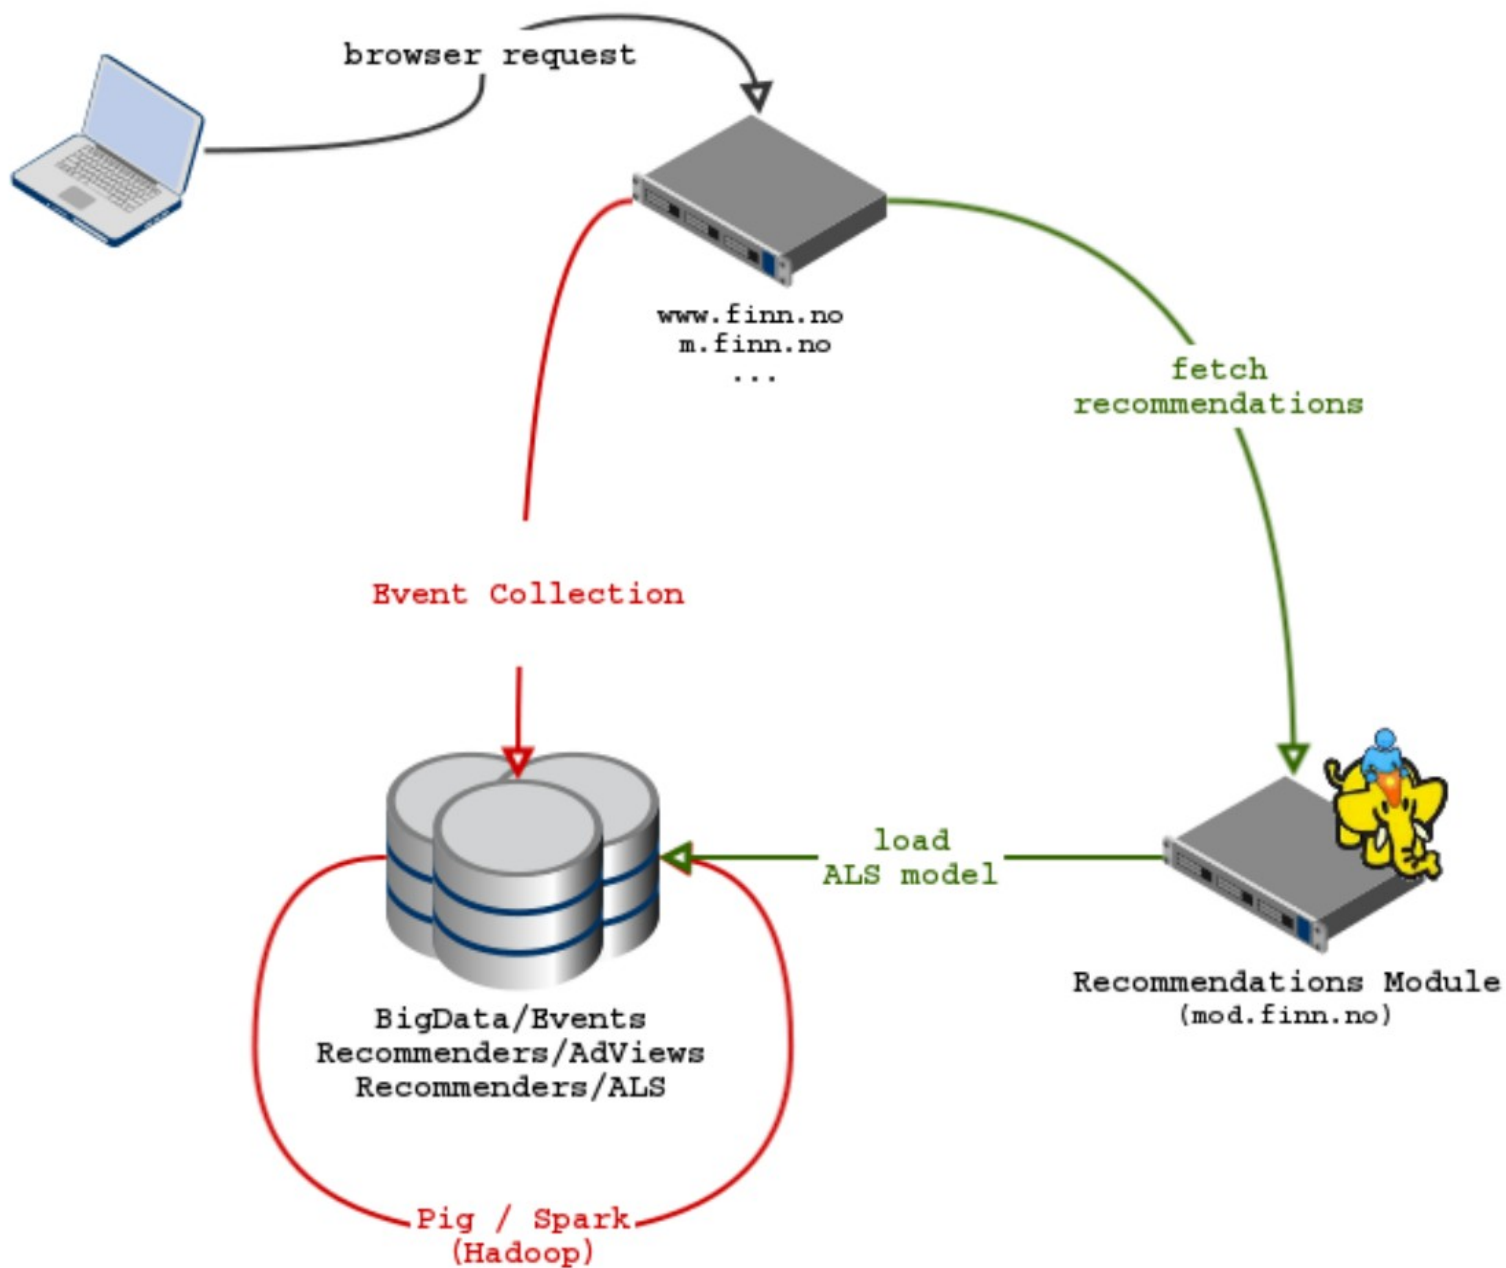 browser request
www.finn.no
m.finn.no
...
fetch
recommendations
Event Collection
load
ALS model
Recommendations Module
(mod.finn.no)
BigData/Events
Recommenders/AdViews
Recommenders/ALS
Pig / Spark
(Hadoop)